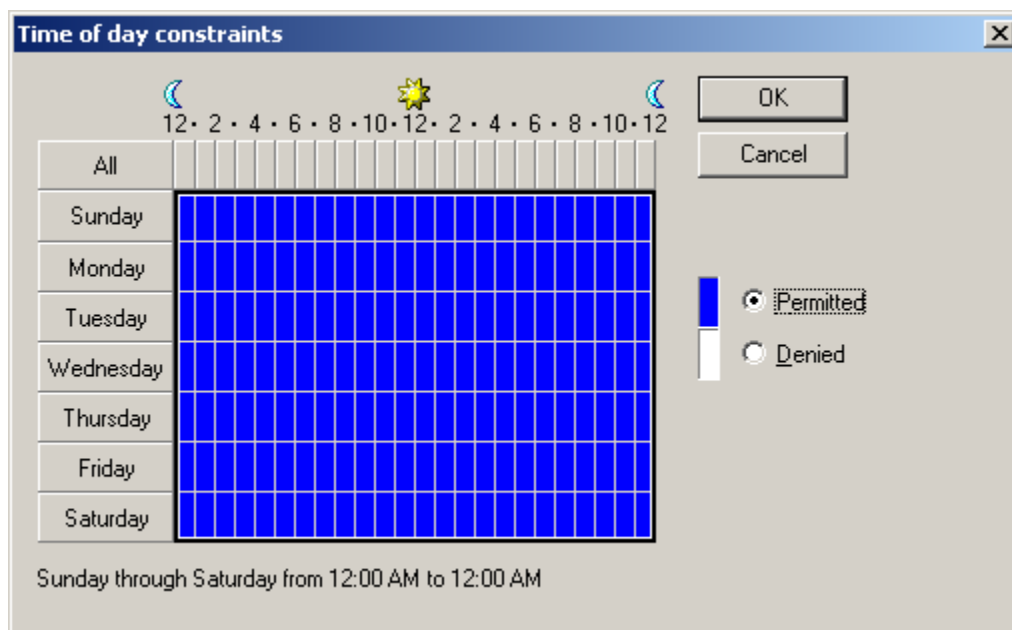 Time of day constraints
12 · 2 · 4 · 6 · 8 · 10 · 12 · 2 · 4 · 6 · 8 · 10 · 12
OK
Cancel
All
Sunday
Monday
Tuesday
Wednesday
Thursday
Friday
Saturday
Permitted
Denied
Sunday through Saturday from 12:00 AM to 12:00 AM